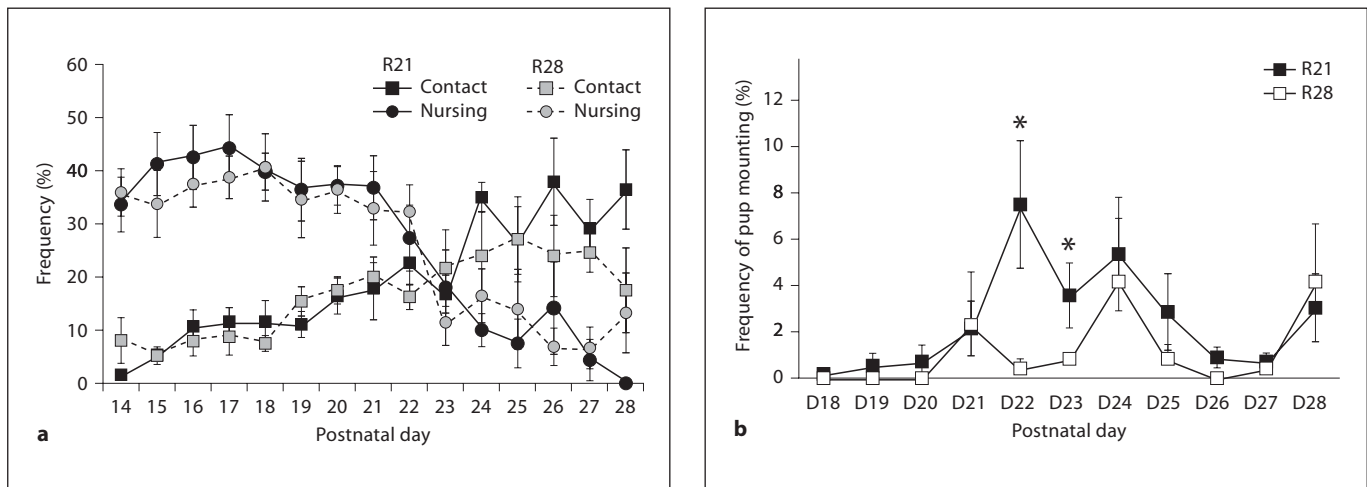 60
50
40
30
20
10
0
Frequency (%)
R21 R28
Contact Contact
Nursing Nursing
14 15 16 17 18 19 20 21 22 23 24 25 26 27 28
Postnatal day
a
12
10
8
6
4
2
0
Frequency of pup mounting (%)
R21
R28
*
*
D18 D19 D20 D21 D22 D23 D24 D25 D26 D27 D28
Postnatal day
b